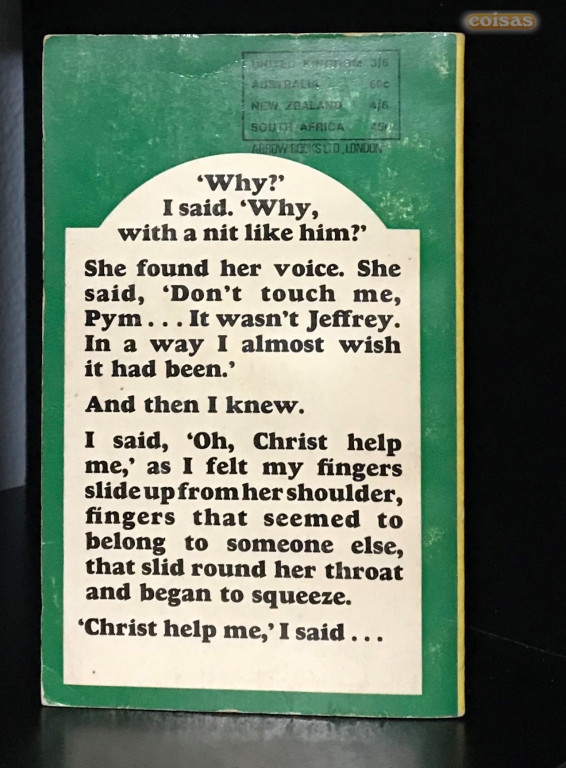 coisas
UNITED KINGDOM 3/6
AUSTRALIA 60c
NEW ZEALAND 4/6
SOUTH AFRICA 45c
ARROW BOOKS LTD., LONDON
‘Why?’
I said. ‘Why,
with a nit like him?’
She found her voice. She
said, ‘Don’t touch me,
Pym . . . It wasn’t Jeffrey.
In a way I almost wish
it had been.’
And then I knew.
I said, ‘Oh, Christ help
me,’ as I felt my fingers
slide up from her shoulder,
fingers that seemed to
belong to someone else,
that slid round her throat
and began to squeeze.
‘Christ help me,’ I said . . .